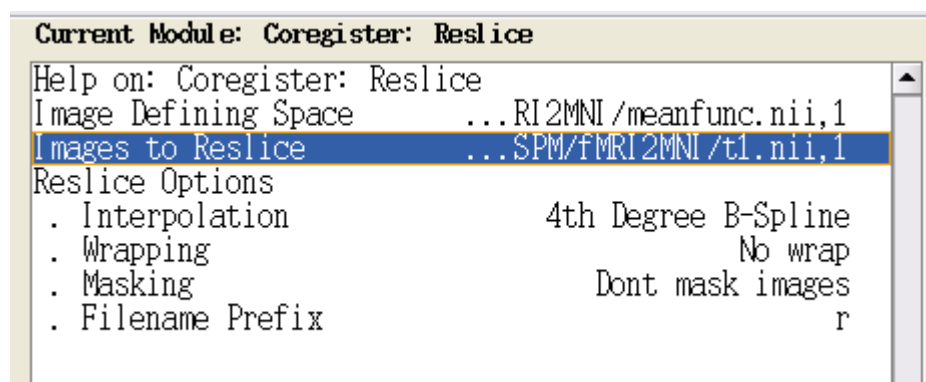 Current Module: Coregister: Reslice
Help on: Coregister: Reslice
Image Defining Space ...RI2MNI/meanfunc.nii,1
Images to Reslice ...SPM/fMRI2MNI/t1.nii,1
Reslice Options
. Interpolation 4th Degree B-Spline
. Wrapping No wrap
. Masking Dont mask images
. Filename Prefix r